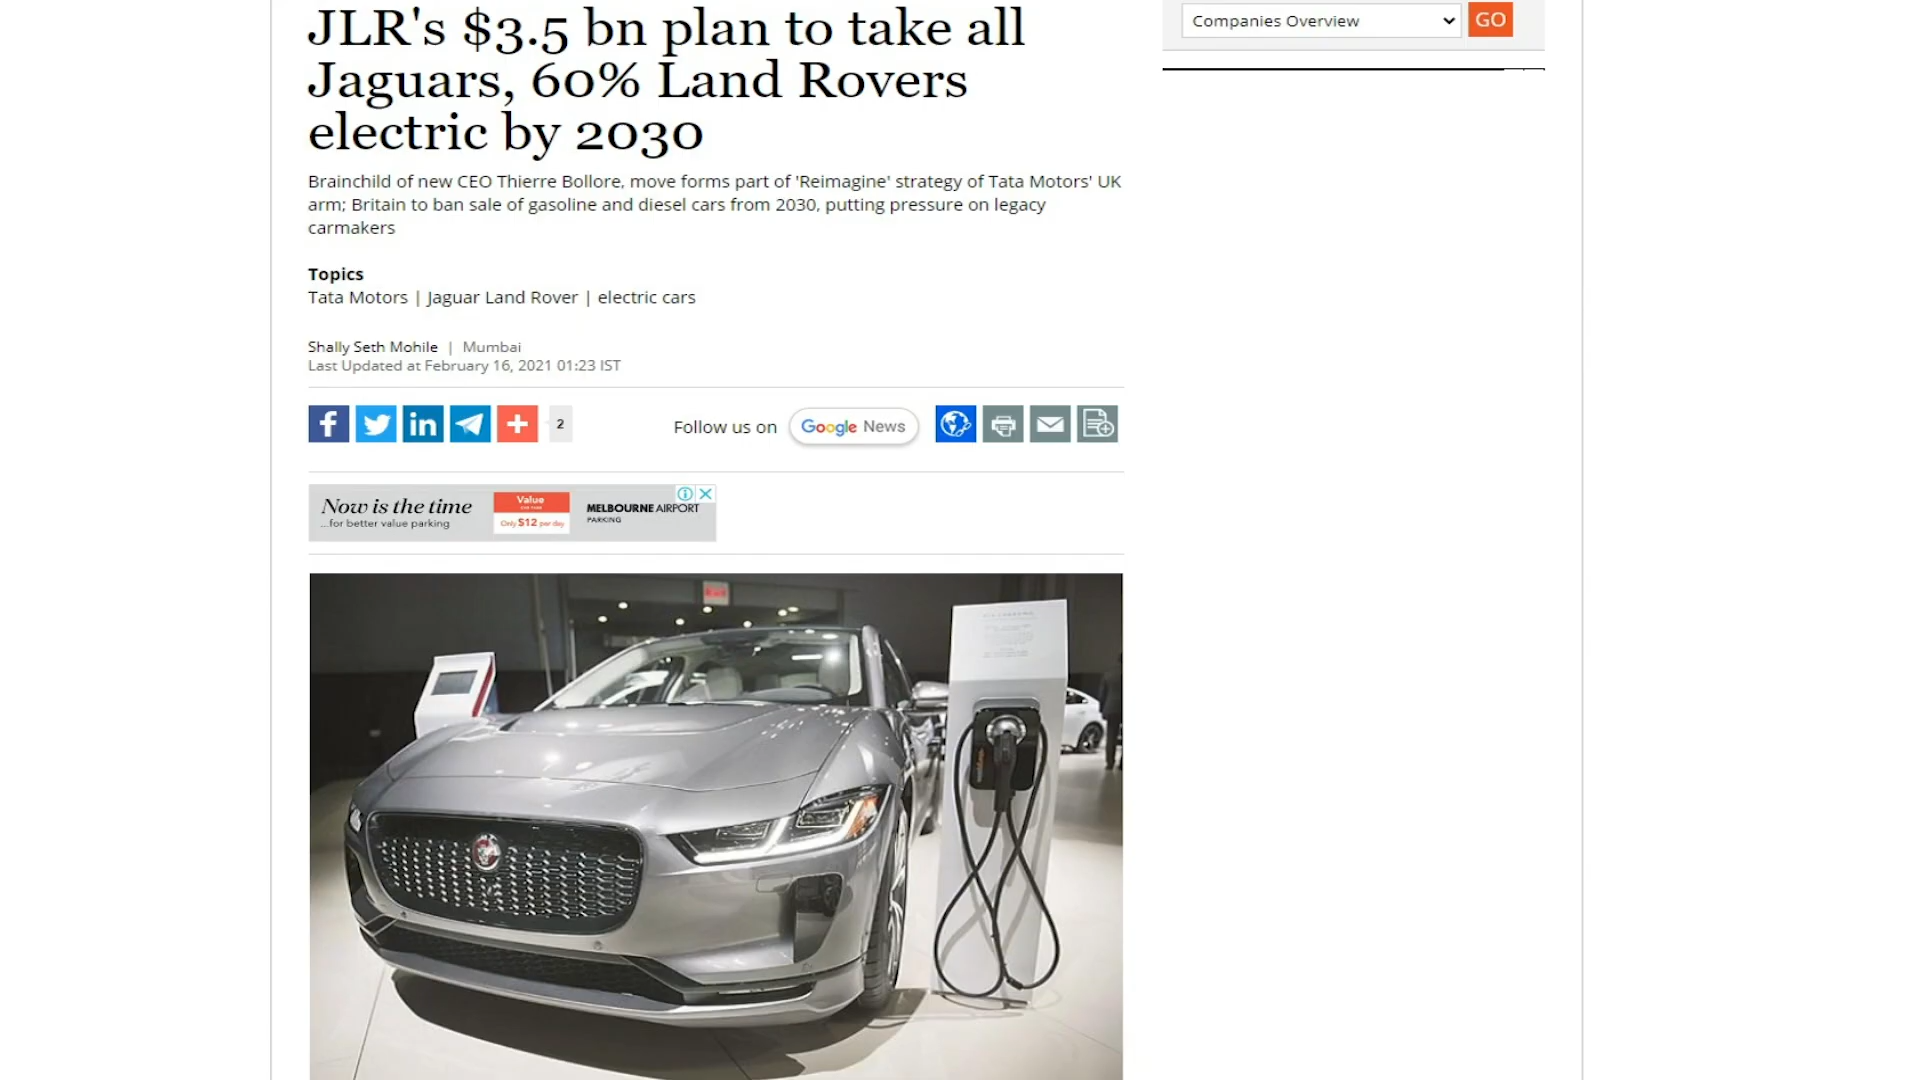 JLR's $3.5 bn plan to take all
Jaguars, 60% Land Rovers
electric by 2030
Brainchild of new CEO Thierre Bollore, move forms part of 'Reimagine' strategy of Tata Motors' UK
arm; Britain to ban sale of gasoline and diesel cars from 2030, putting pressure on legacy
carmakers
Topics
Tata Motors | Jaguar Land Rover | electric cars
Shally Seth Mohile | Mumbai
Last Updated at February 16, 2021 01:23 IST
2
Follow us on Google News
Now is the time
...for better value parking
Value
Only $12 per day
MELBOURNE AIRPORT
PARKING
Companies Overview
GO